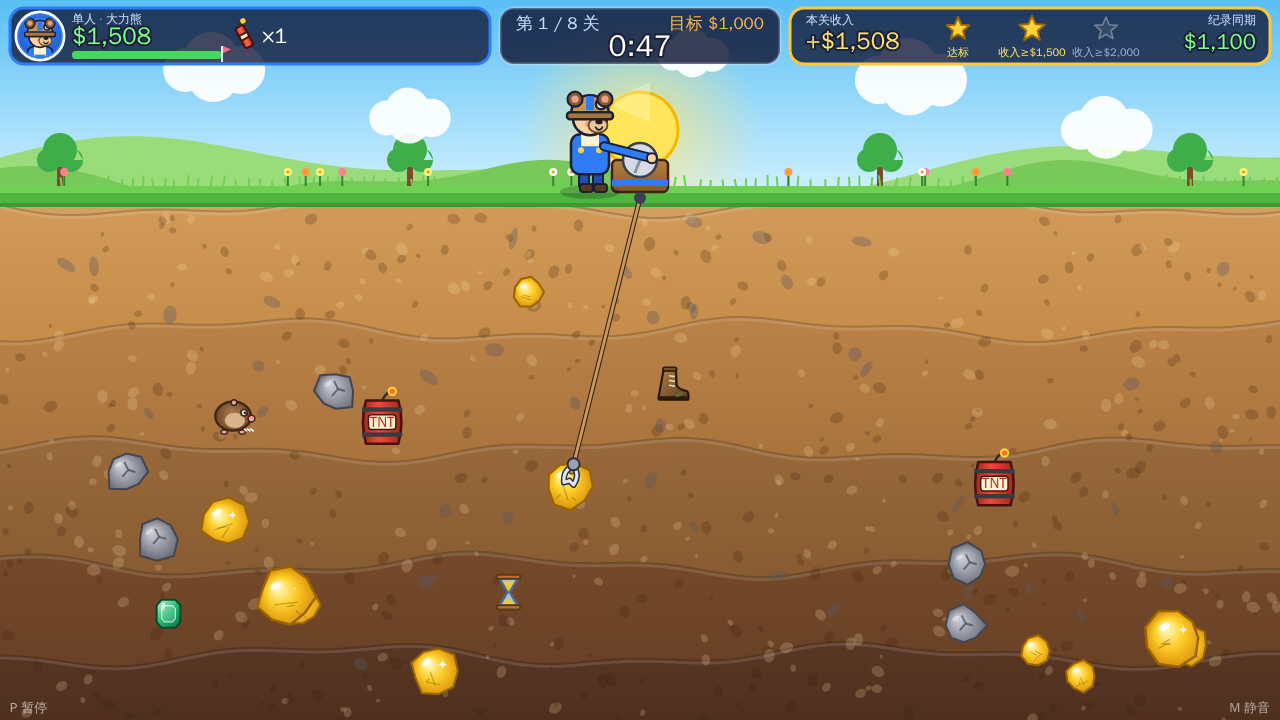 单人 · 大力熊
$1,508
×1
第 1 / 8 关
目标 $1,000
0:47
本关收入
+$1,508
达标
收入≥$1,500
收入≥$2,000
纪录同期
$1,100
TNT
TNT
P 暂停
M 静音